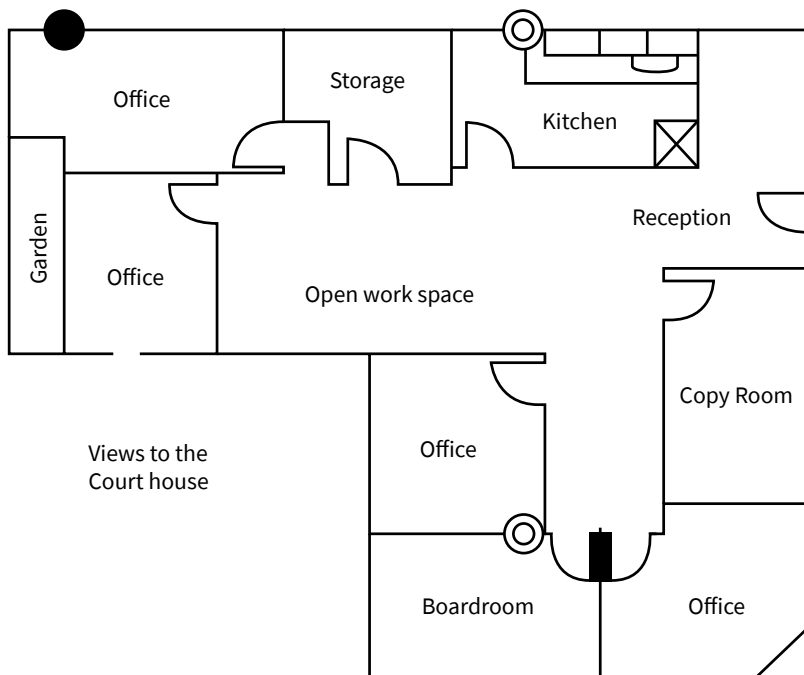 Office
Storage
Kitchen
Reception
Garden
Office
Open work space
Copy Room
Office
Views to the
Court house
Boardroom
Office